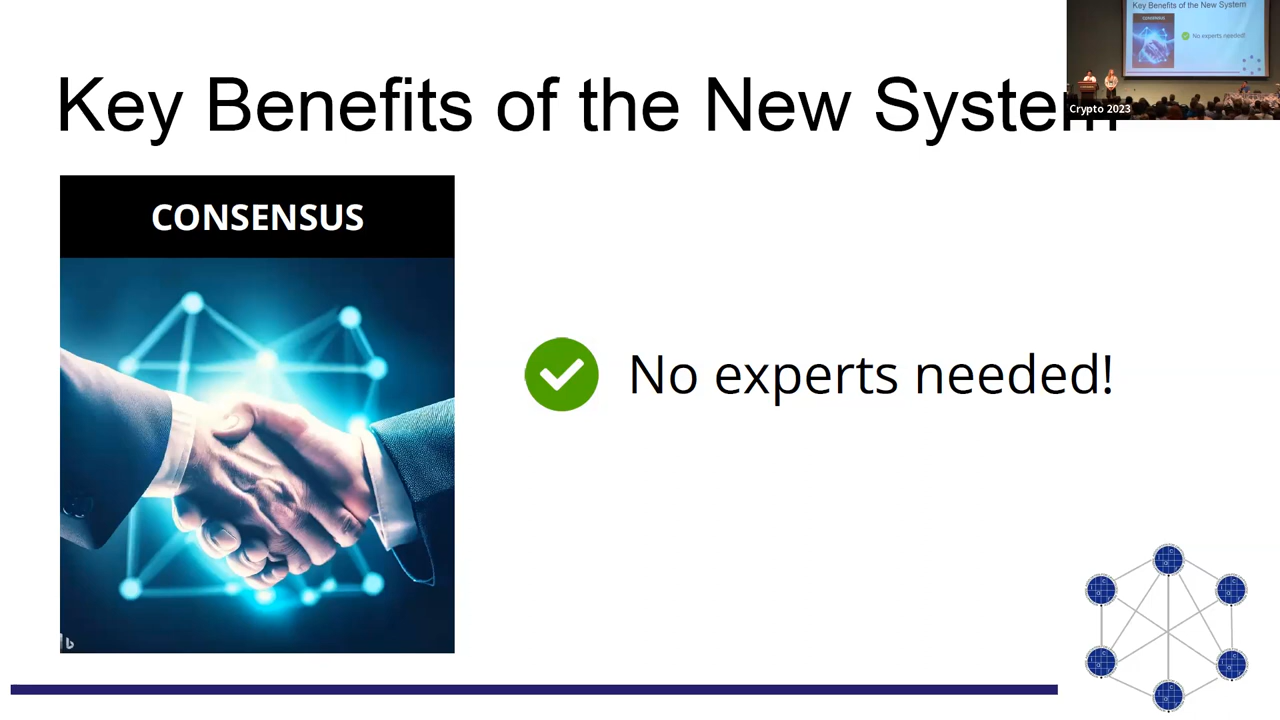 Key Benefits of the New System
CONSENSUS
No experts needed!
b
Key Benefits of the New System
CONSENSUS
No experts needed!
Crypto 2023